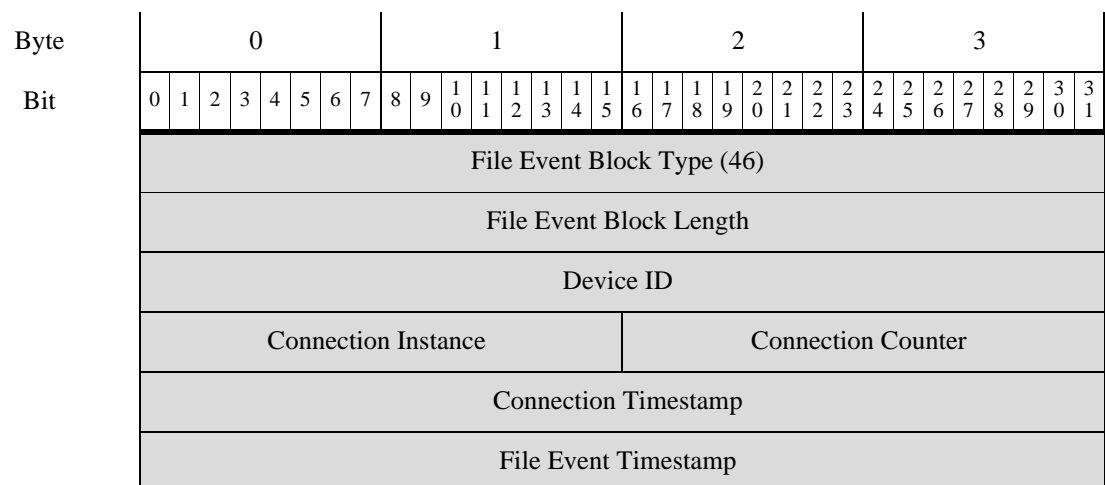 Byte 0 1 2 3
Bit 0 1 2 3 4 5 6 7 8 9 10 11 12 13 14 15 16 17 18 19 20 21 22 23 24 25 26 27 28 29 30 31
File Event Block Type (46)
File Event Block Length
Device ID
Connection Instance Connection Counter
Connection Timestamp
File Event Timestamp